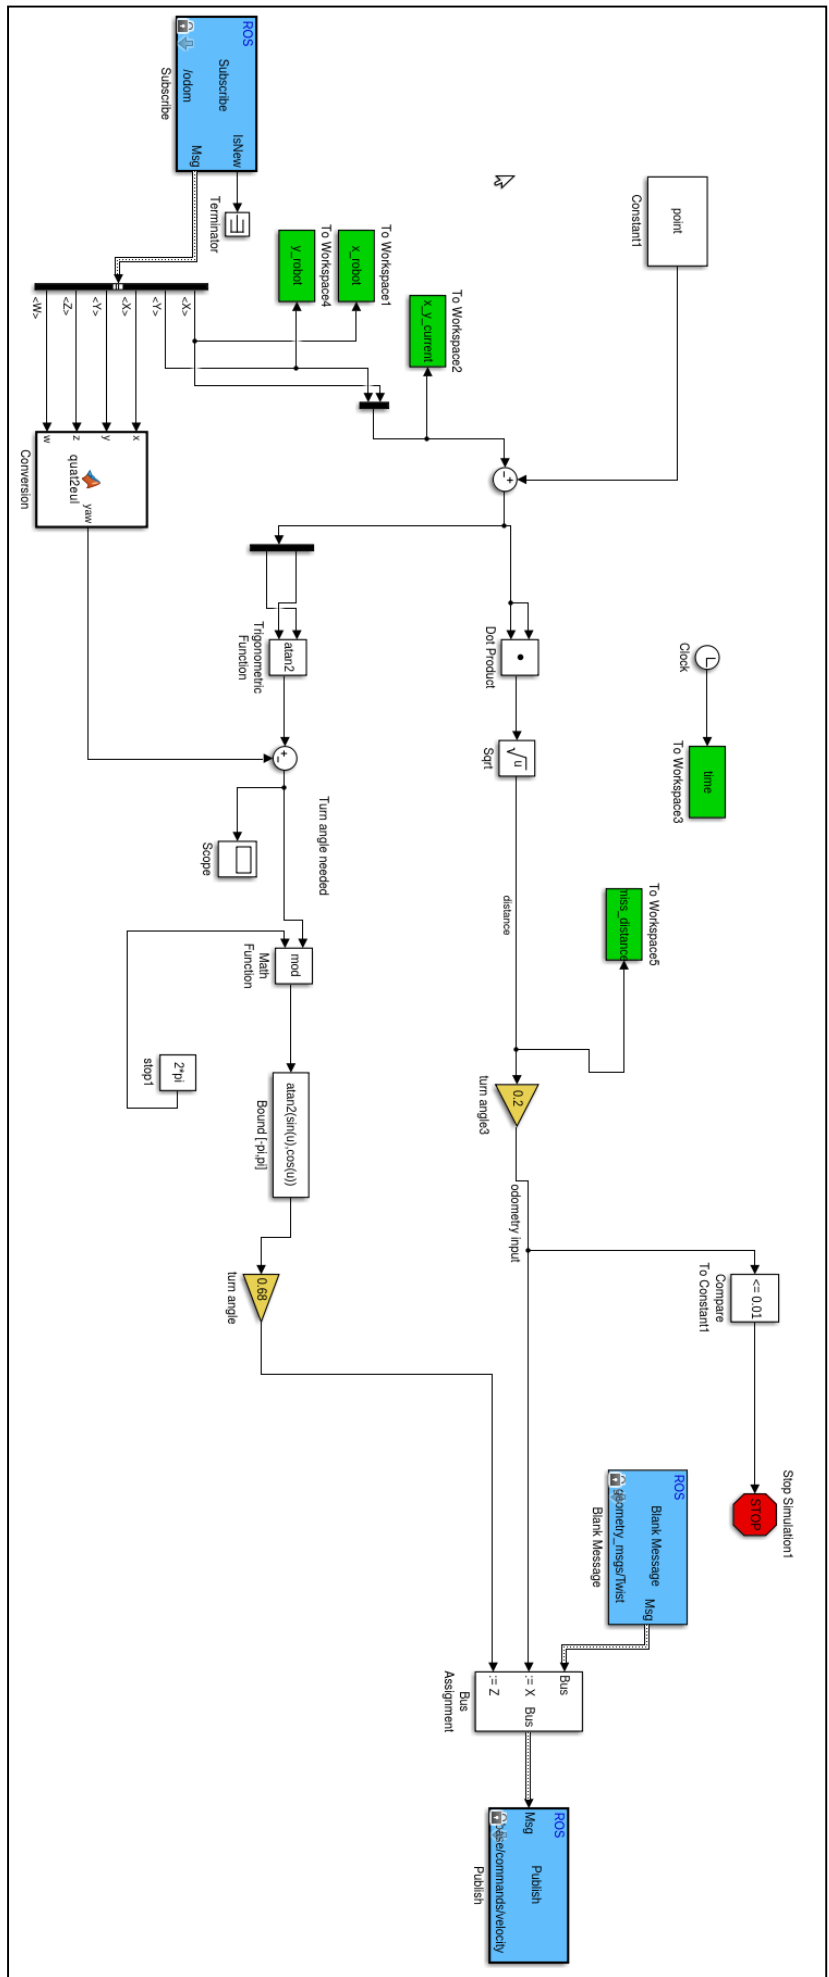 point
Constant1
Clock
time
To Workspace3
<= 0.01
Compare
To Constant1
Stop Simulation1
STOP
To Workspace5
miss_distance
ROS
Blank Message
geometry_msgs/Twist
Msg
Blank Message
To Workspace2
x_y_current
+
−
Dot Product
√u
Sqrt
distance
0.2
turn angle3
odometry input
Bus
:= X
Bus
:= Z
Bus
Assignment
ROS
Msg
Publish
base/commands/velocity
Publish
To Workspace1
x_robot
y_robot
To Workspace4
ROS
Subscribe
/odom
IsNew
Msg
Subscribe
Terminator
<X>
<Y>
<X>
<Y>
<Z>
<W>
x
y
z
w
quat2eul
yaw
Conversion
atan2
Trigonometric
Function
+
−
Turn angle needed
Scope
mod
Math
Function
2*pi
stop1
atan2(sin(u),cos(u))
Bound [-pi,pi]
0.68
turn angle